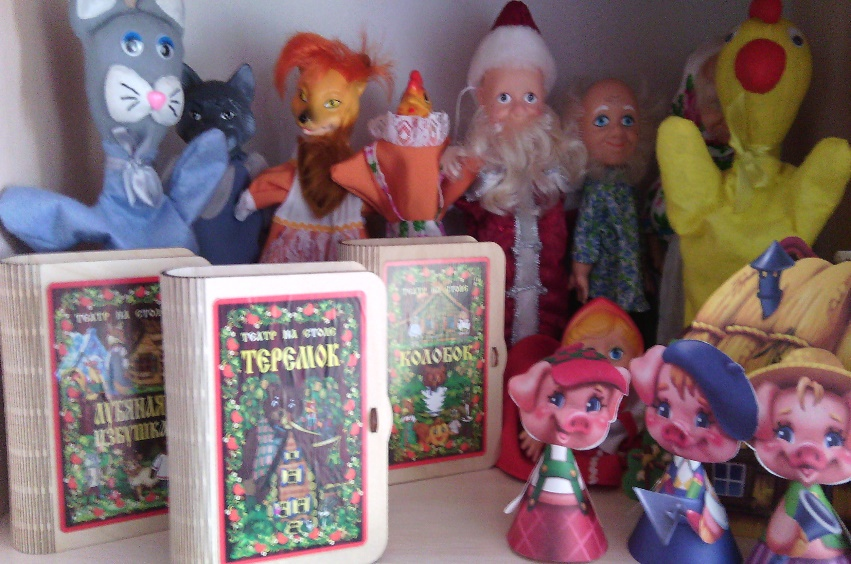 ТЕАТР НА СТОЛЕ
ЛУБЯНАЯ
ИЗБУШКА
ТЕАТР НА СТОЛЕ
ТЕРЕМОК
ТЕАТР НА СТОЛЕ
КОЛОБОК